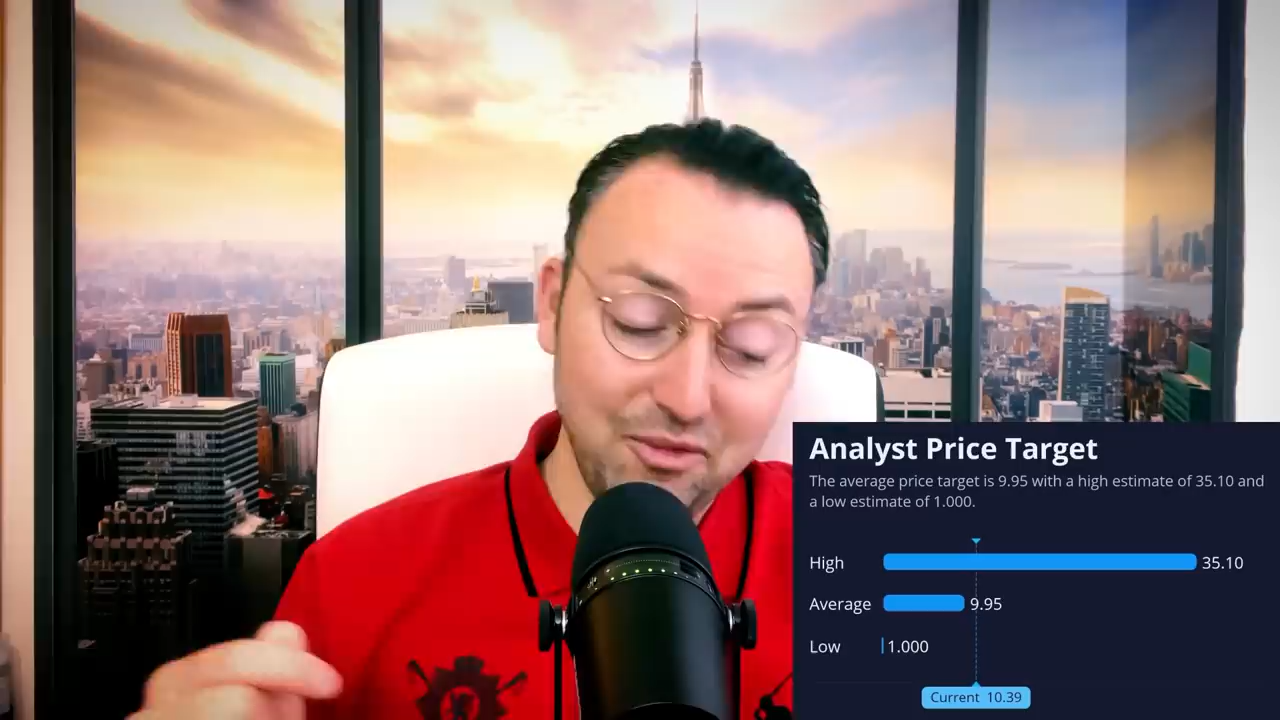 Analyst Price Target
The average price target is 9.95 with a high estimate of 35.10 and
a low estimate of 1.000.
High 35.10
Average 9.95
Low 1.000
Current 10.39